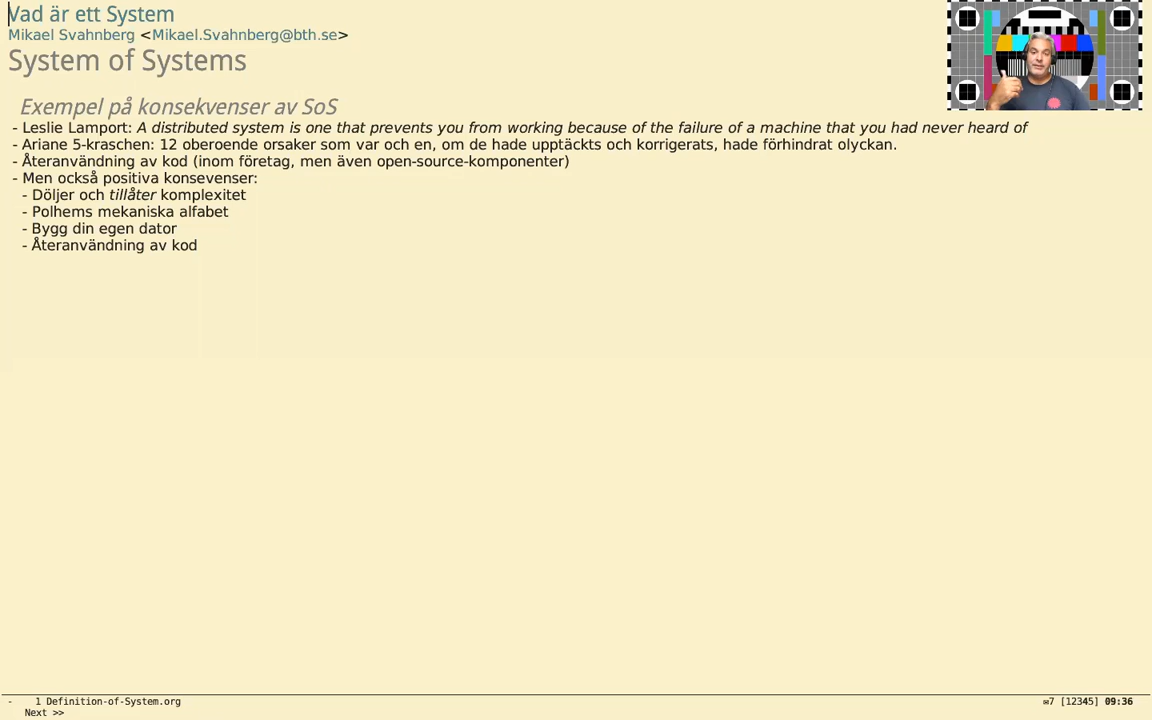 Vad är ett System
Mikael Svahnberg <Mikael.Svahnberg@bth.se>
System of Systems
Exempel på konsekvenser av SoS
- Leslie Lamport: A distributed system is one that prevents you from working because of the failure of a machine that you had never heard of
- Ariane 5-kraschen: 12 oberoende orsaker som var och en, om de hade upptäckts och korrigerats, hade förhindrat olyckan.
- Återanvändning av kod (inom företag, men även open-source-komponenter)
- Men också positiva konsevenser:
- Döljer och tillåter komplexitet
- Polhems mekaniska alfabet
- Bygg din egen dator
- Återanvändning av kod
- 1 Definition-of-System.org ✉7 [12345] 09:36
Next >>